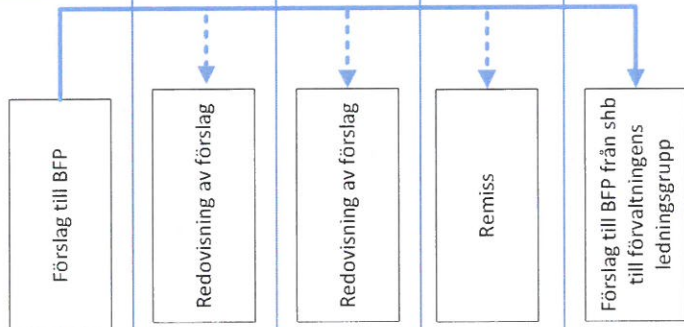 Förslag till BFP
Redovisning av förslag
Redovisning av förslag
Remiss
Förslag till BFP från shb
till förvaltningens
ledningsgrupp